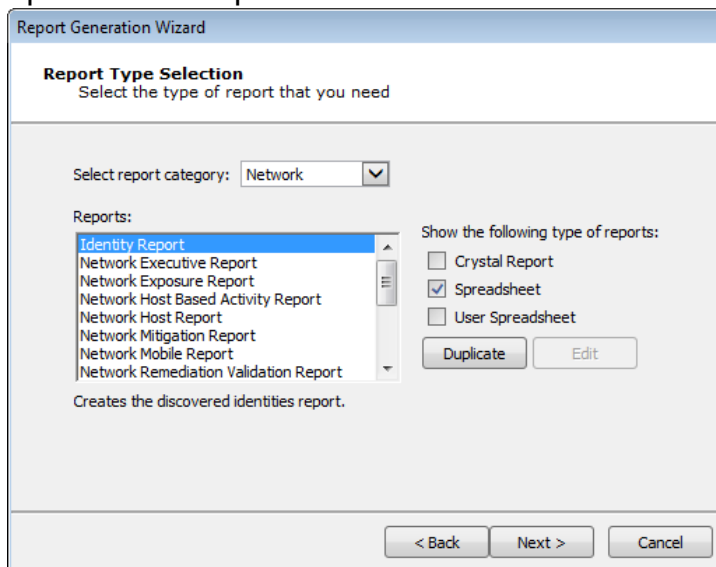 Report Generation Wizard
Report Type Selection
Select the type of report that you need
Select report category: Network
Reports:
Identity Report
Network Executive Report
Network Exposure Report
Network Host Based Activity Report
Network Host Report
Network Mitigation Report
Network Mobile Report
Network Remediation Validation Report
Creates the discovered identities report.
Show the following type of reports:
Crystal Report
Spreadsheet
User Spreadsheet
Duplicate Edit
< Back Next > Cancel